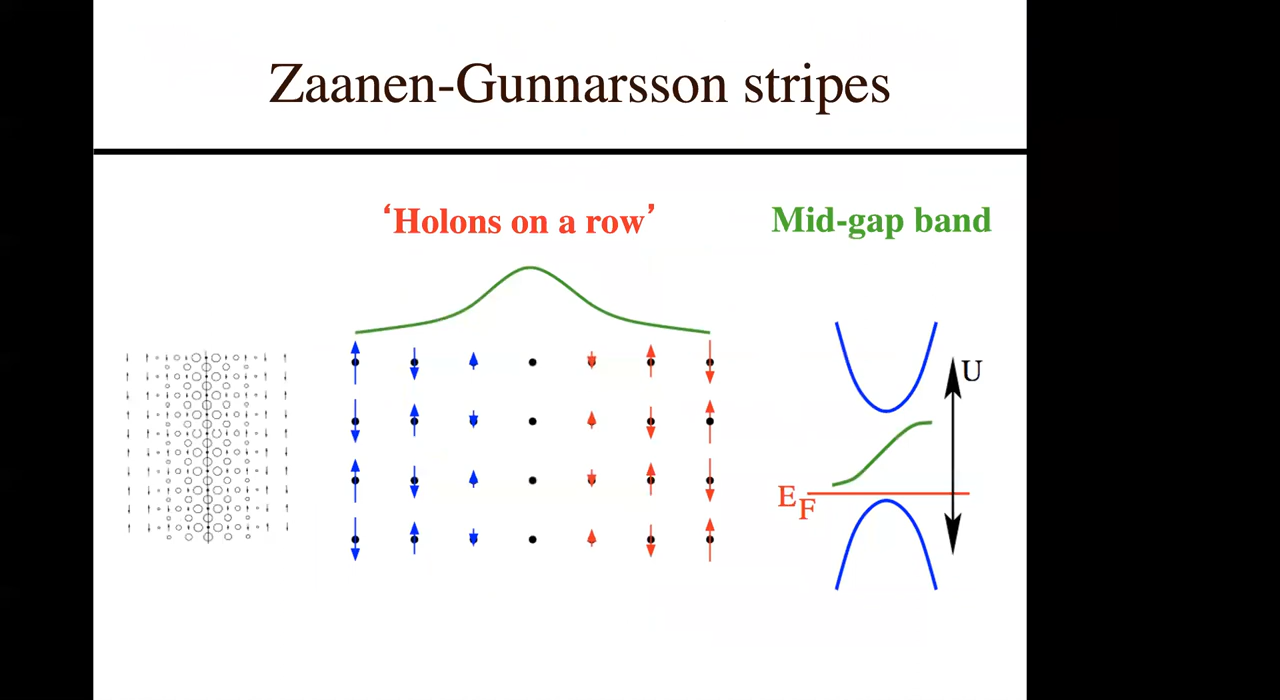 Zaanen-Gunnarsson stripes
‘Holons on a row’
Mid-gap band
U
EF